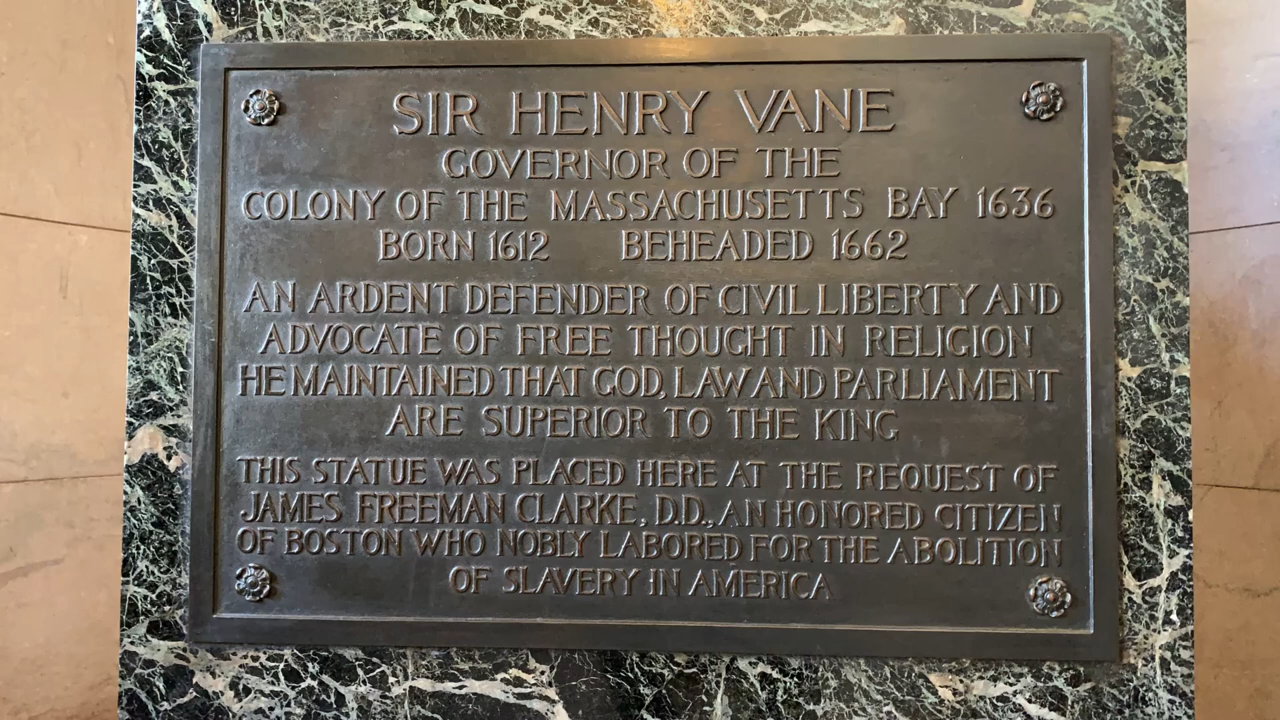 SIR HENRY VANE
GOVERNOR OF THE
COLONY OF THE MASSACHUSETTS BAY 1636
BORN 1612 BEHEADED 1662
AN ARDENT DEFENDER OF CIVIL LIBERTY AND
ADVOCATE OF FREE THOUGHT IN RELIGION
HE MAINTAINED THAT GOD, LAW AND PARLIAMENT
ARE SUPERIOR TO THE KING
THIS STATUE WAS PLACED HERE AT THE REQUEST OF
JAMES FREEMAN CLARKE, D.D., AN HONORED CITIZEN
OF BOSTON WHO NOBLY LABORED FOR THE ABOLITION
OF SLAVERY IN AMERICA